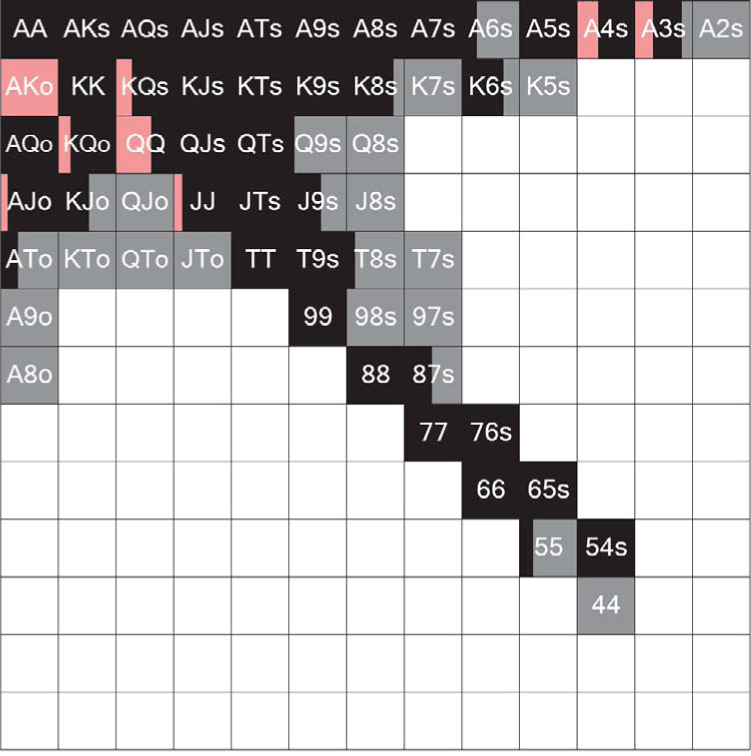 AA AKs AQs AJs ATs A9s A8s A7s A6s A5s A4s A3s A2s
AKo KK KQs KJs KTs K9s K8s K7s K6s K5s
AQo KQo QQ QJs QTs Q9s Q8s
AJo KJo QJo JJ JTs J9s J8s
ATo KTo QTo JTo TT T9s T8s T7s
A9o 99 98s 97s
A8o 88 87s
77 76s
66 65s
55 54s
44